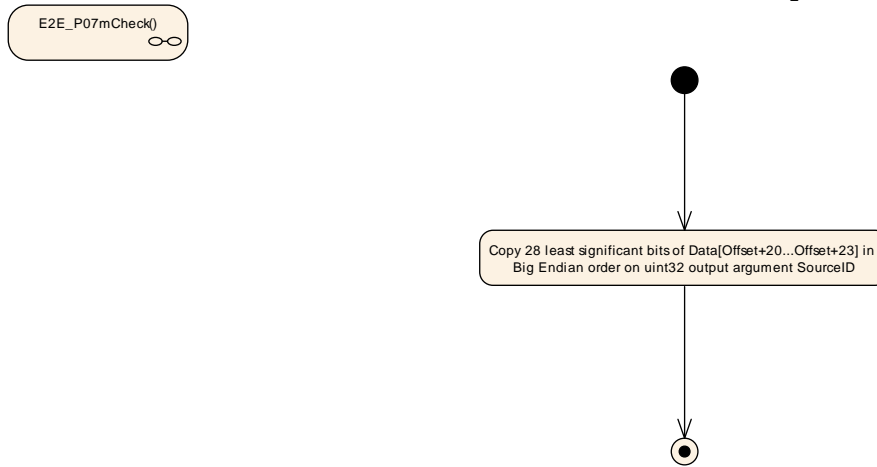 E2E_P07mCheck()
Copy 28 least significant bits of Data[Offset+20...Offset+23] in
Big Endian order on uint32 output argument SourceID